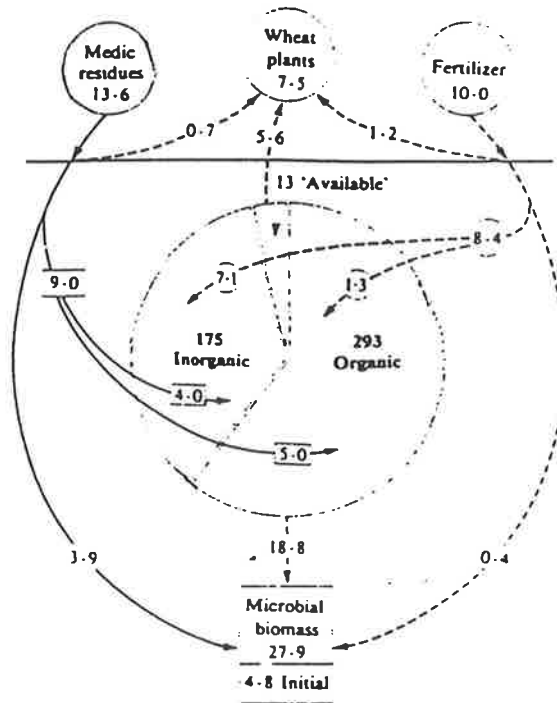 Medic
residues
13·6
Wheat
plants
7·5
Fertilizer
10·0
0·7
5·6
1·2
13 'Available'
8·4
7·1
1·3
9·0
175
Inorganic
293
Organic
4·0
5·0
18·8
3·9
0·4
Microbial
biomass
27·9
4·8 Initial